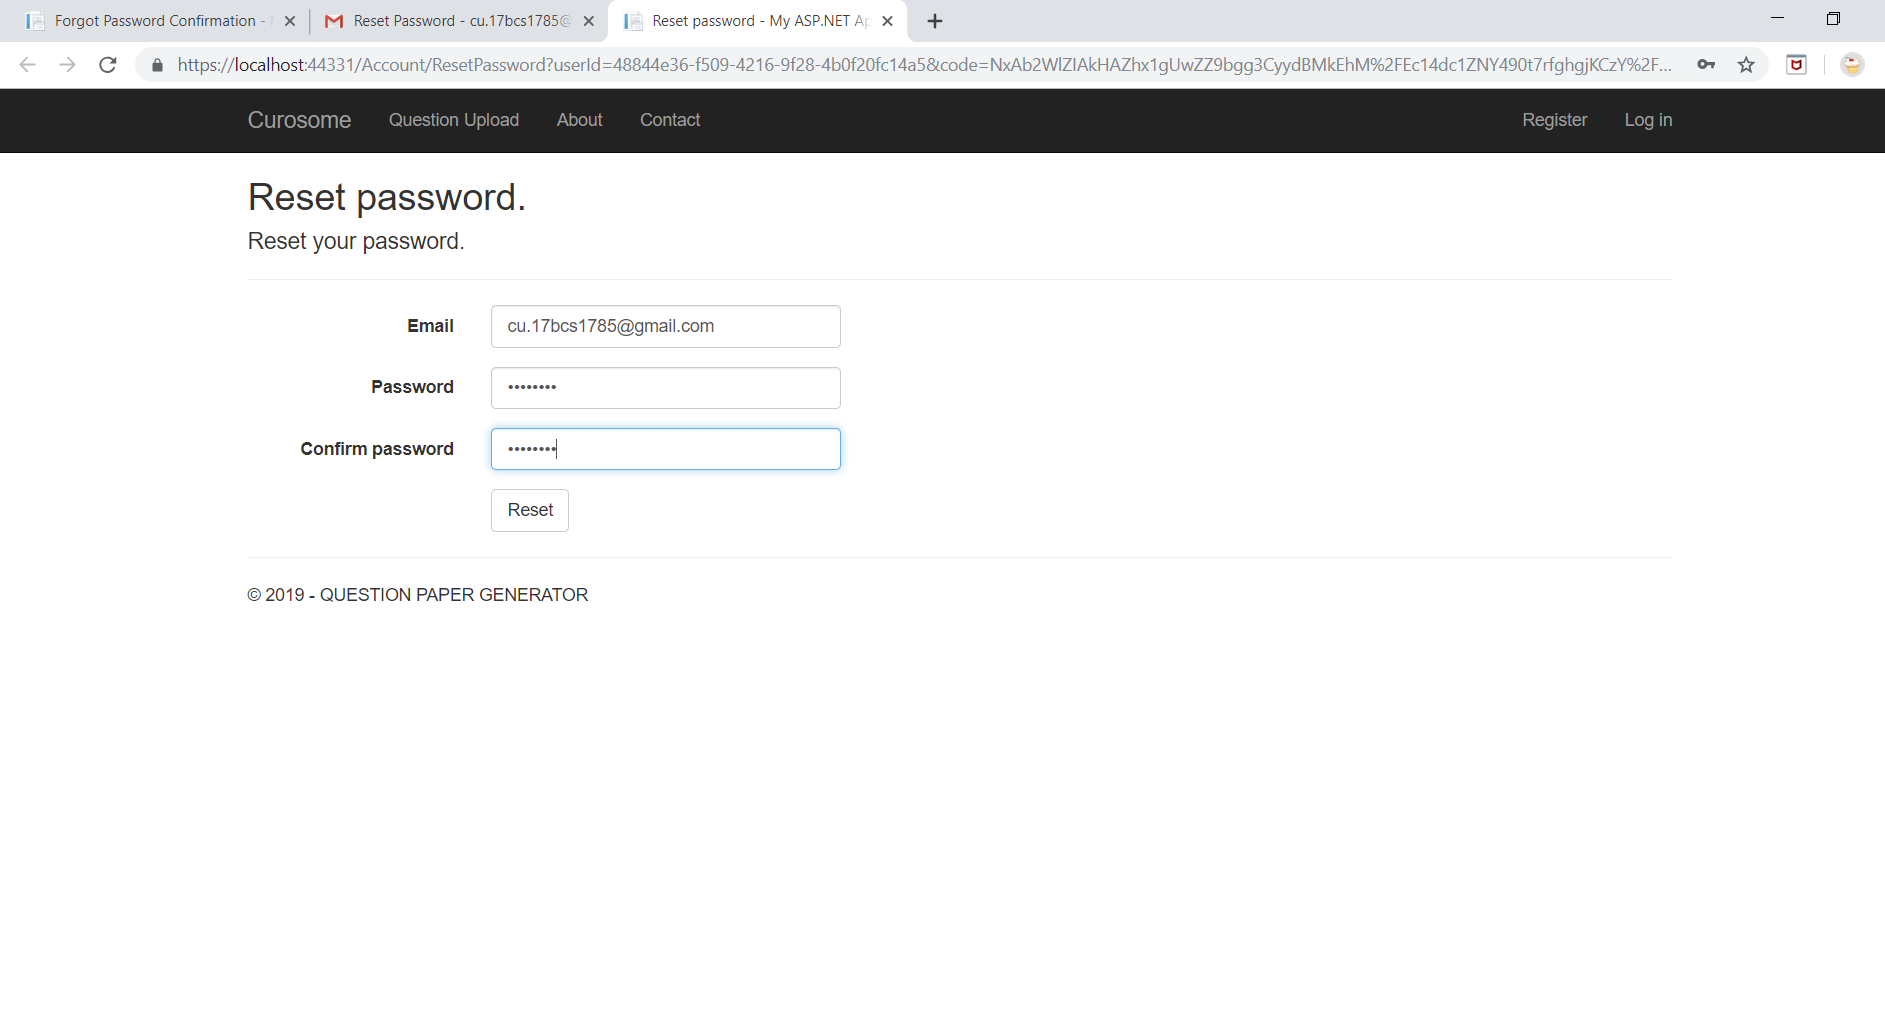 Forgot Password Confirmation -
Reset Password - cu.17bcs1785@
Reset password - My ASP.NET Ap
https://localhost:44331/Account/ResetPassword?userId=48844e36-f509-4216-9f28-4b0f20fc14a5&code=NxAb2WlZIAkHAZhx1gUwZZ9bgg3CyydBMkEhM%2FEc14dc1ZNY490t7rfghgjKCzY%2F...
Curosome Question Upload About Contact Register Log in
Reset password.
Reset your password.
Email cu.17bcs1785@gmail.com
Password ••••••••
Confirm password ••••••••
Reset
© 2019 - QUESTION PAPER GENERATOR